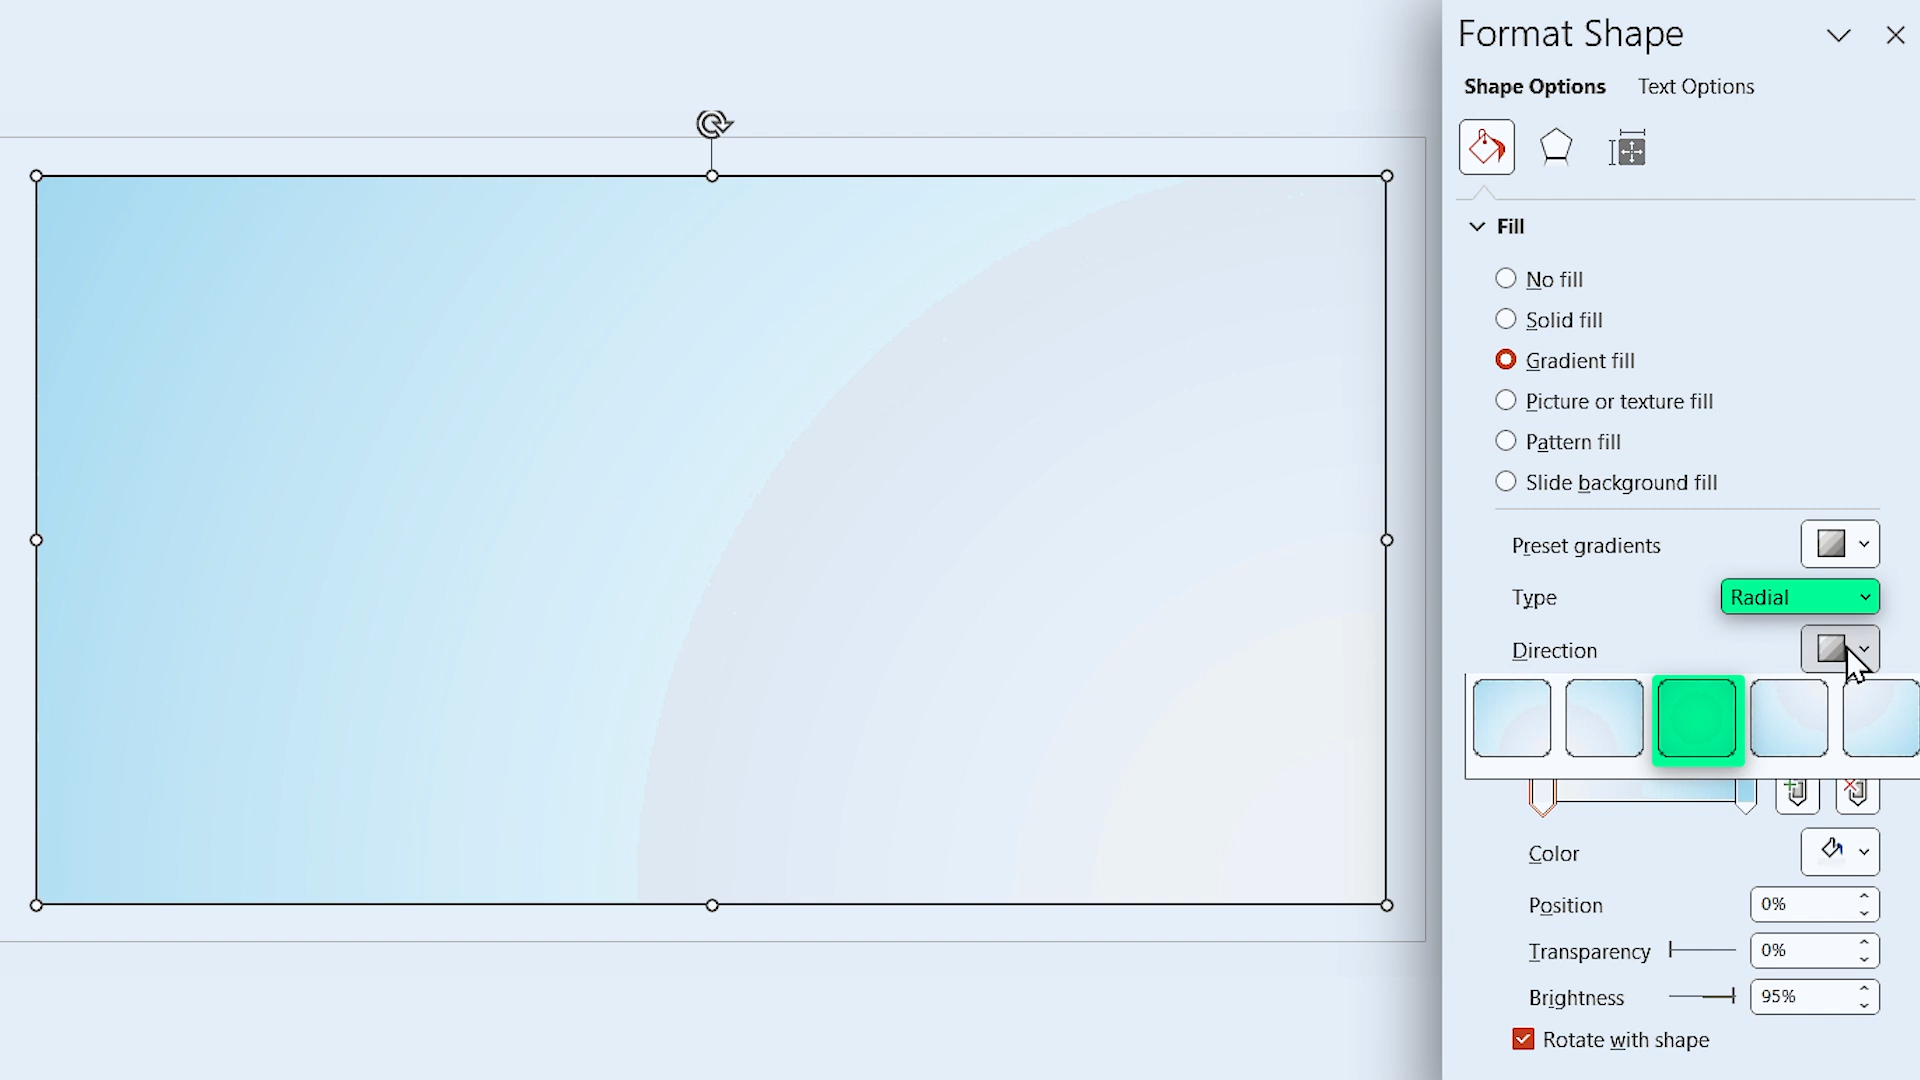 Format Shape
Shape Options Text Options
Fill
No fill
Solid fill
Gradient fill
Picture or texture fill
Pattern fill
Slide background fill
Preset gradients
Type Radial
Direction
Color
Position 0%
Transparency 0%
Brightness 95%
Rotate with shape